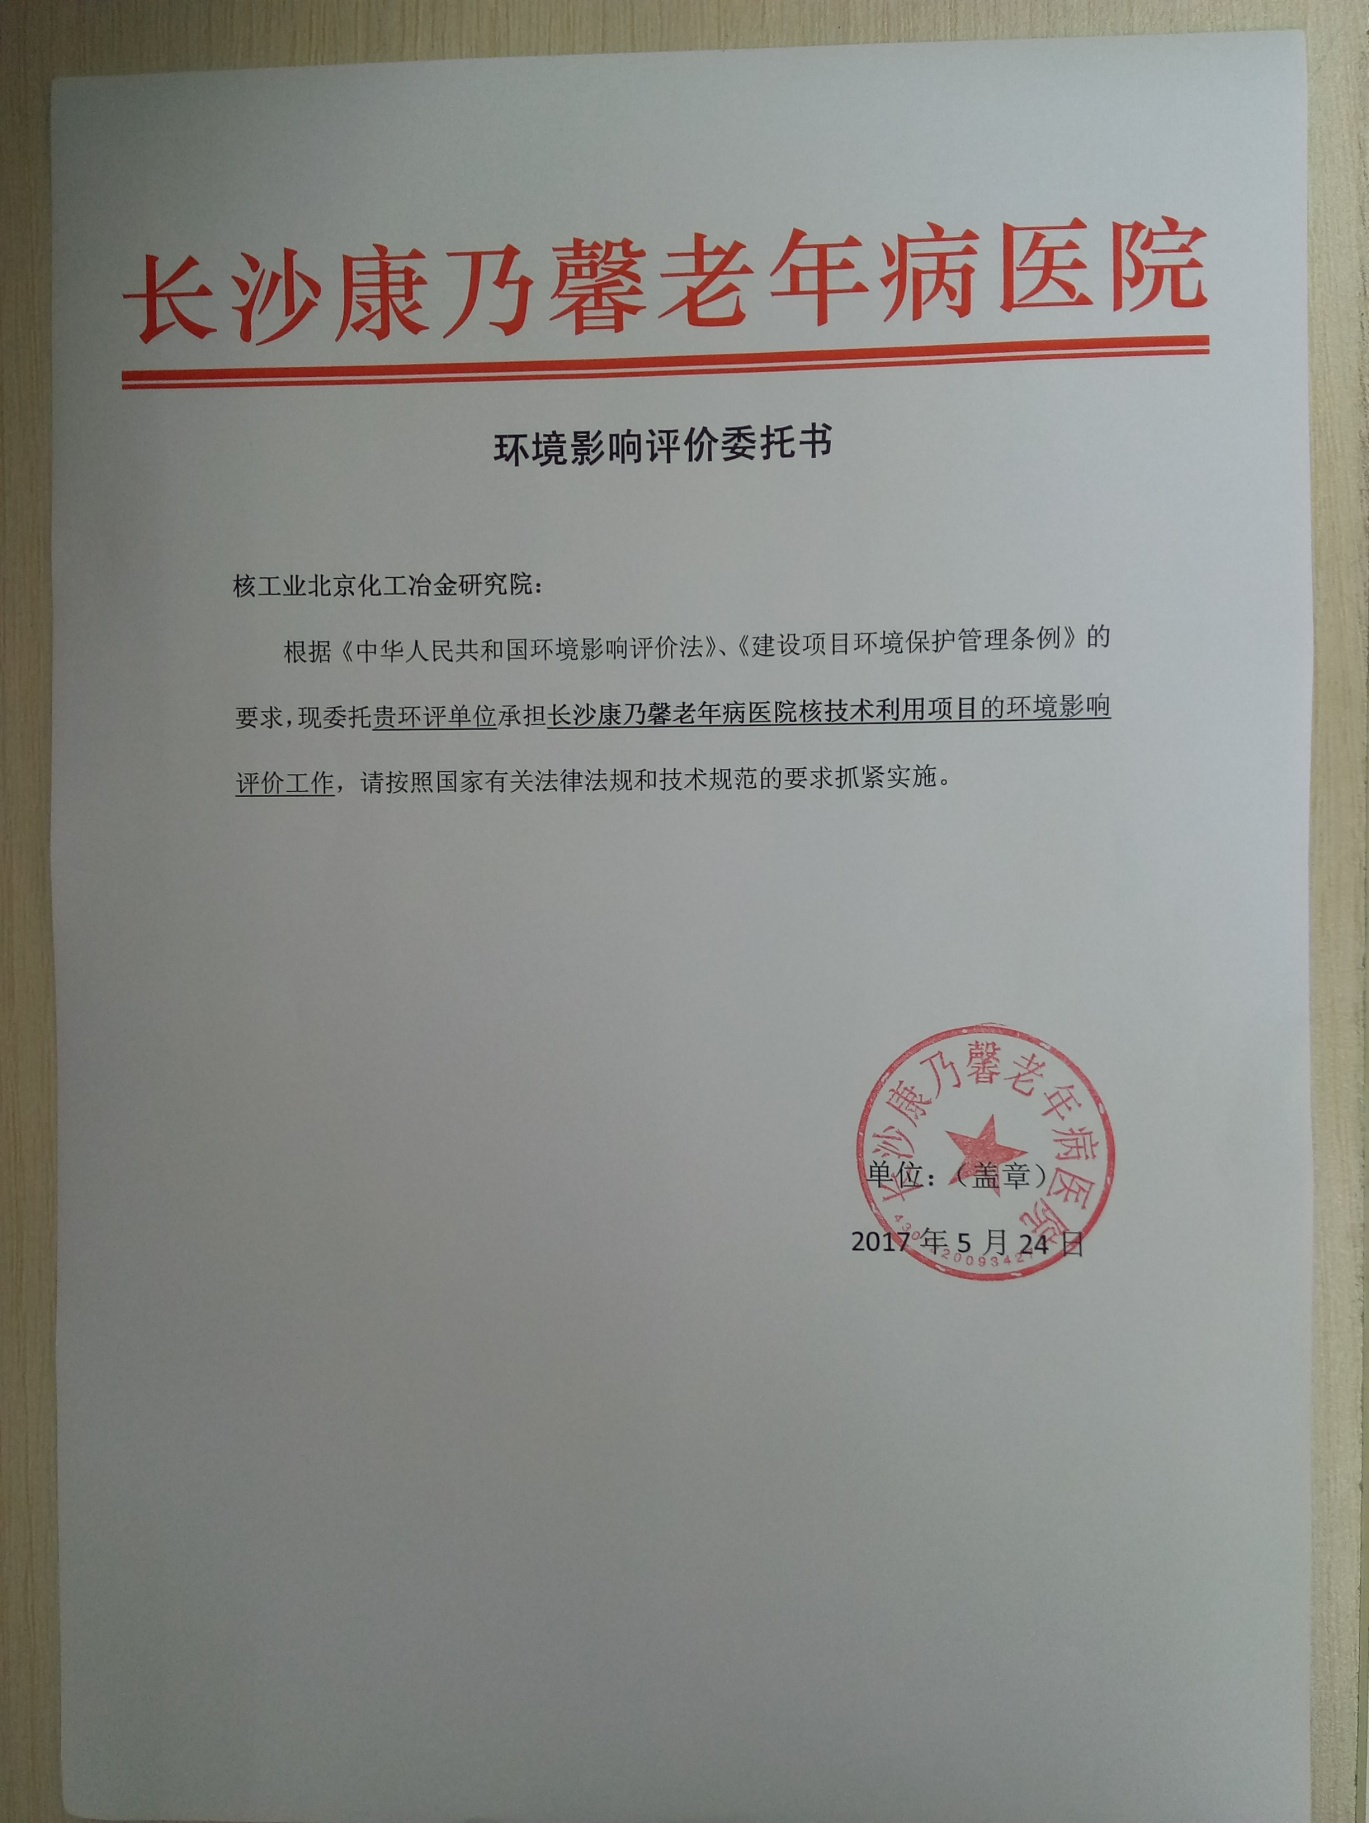 长沙康乃馨老年病医院
环境影响评价委托书
核工业北京化工冶金研究院：
根据《中华人民共和国环境影响评价法》、《建设项目环境保护管理条例》的
要求，现委托贵环评单位承担长沙康乃馨老年病医院核技术利用项目的环境影响
评价工作，请按照国家有关法律法规和技术规范的要求抓紧实施。
长沙康乃馨老年病医院
单位：（盖章）
2017 年 5 月 24 日